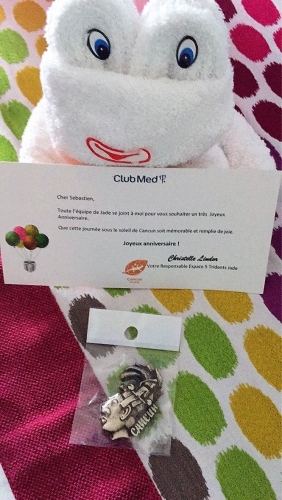 Club Med Ψ
Cher Sebastien,
Toute l'équipe de Jade se joint à moi pour vous souhaiter un très Joyeux
Anniversaire.
Que cette journée sous le soleil de Cancun soit mémorable et remplie de joie.
Joyeux anniversaire !
Christelle Linder
Votre Responsable Espace 5 Tridents Jade
CANCUN